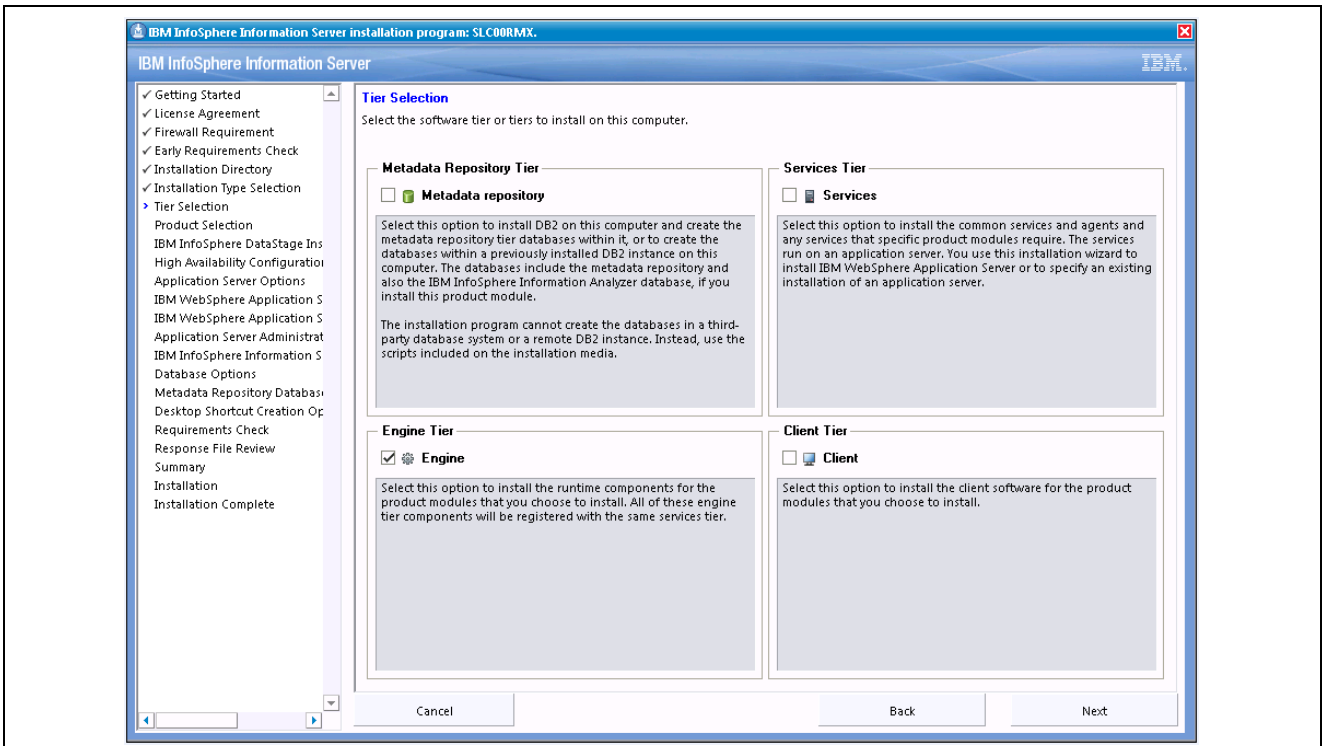 IBM InfoSphere Information Server installation program: SLC00RMX.
IBM InfoSphere Information Server
IBM.
Getting Started
License Agreement
Firewall Requirement
Early Requirements Check
Installation Directory
Installation Type Selection
Tier Selection
Product Selection
IBM InfoSphere DataStage Ins
High Availability Configuration
Application Server Options
IBM WebSphere Application S
IBM WebSphere Application S
Application Server Administrat
IBM InfoSphere Information S
Database Options
Metadata Repository Databas
Desktop Shortcut Creation Op
Requirements Check
Response File Review
Summary
Installation
Installation Complete
Tier Selection
Select the software tier or tiers to install on this computer.
Metadata Repository Tier
Metadata repository
Select this option to install DB2 on this computer and create the
metadata repository tier databases within it, or to create the
databases within a previously installed DB2 instance on this
computer. The databases include the metadata repository and
also the IBM InfoSphere Information Analyzer database, if you
install this product module.
The installation program cannot create the databases in a third-
party database system or a remote DB2 instance. Instead, use the
scripts included on the installation media.
Services Tier
Services
Select this option to install the common services and agents and
any services that specific product modules require. The services
run on an application server. You use this installation wizard to
install IBM WebSphere Application Server or to specify an existing
installation of an application server.
Engine Tier
Engine
Select this option to install the runtime components for the
product modules that you choose to install. All of these engine
tier components will be registered with the same services tier.
Client Tier
Client
Select this option to install the client software for the product
modules that you choose to install.
Cancel
Back
Next